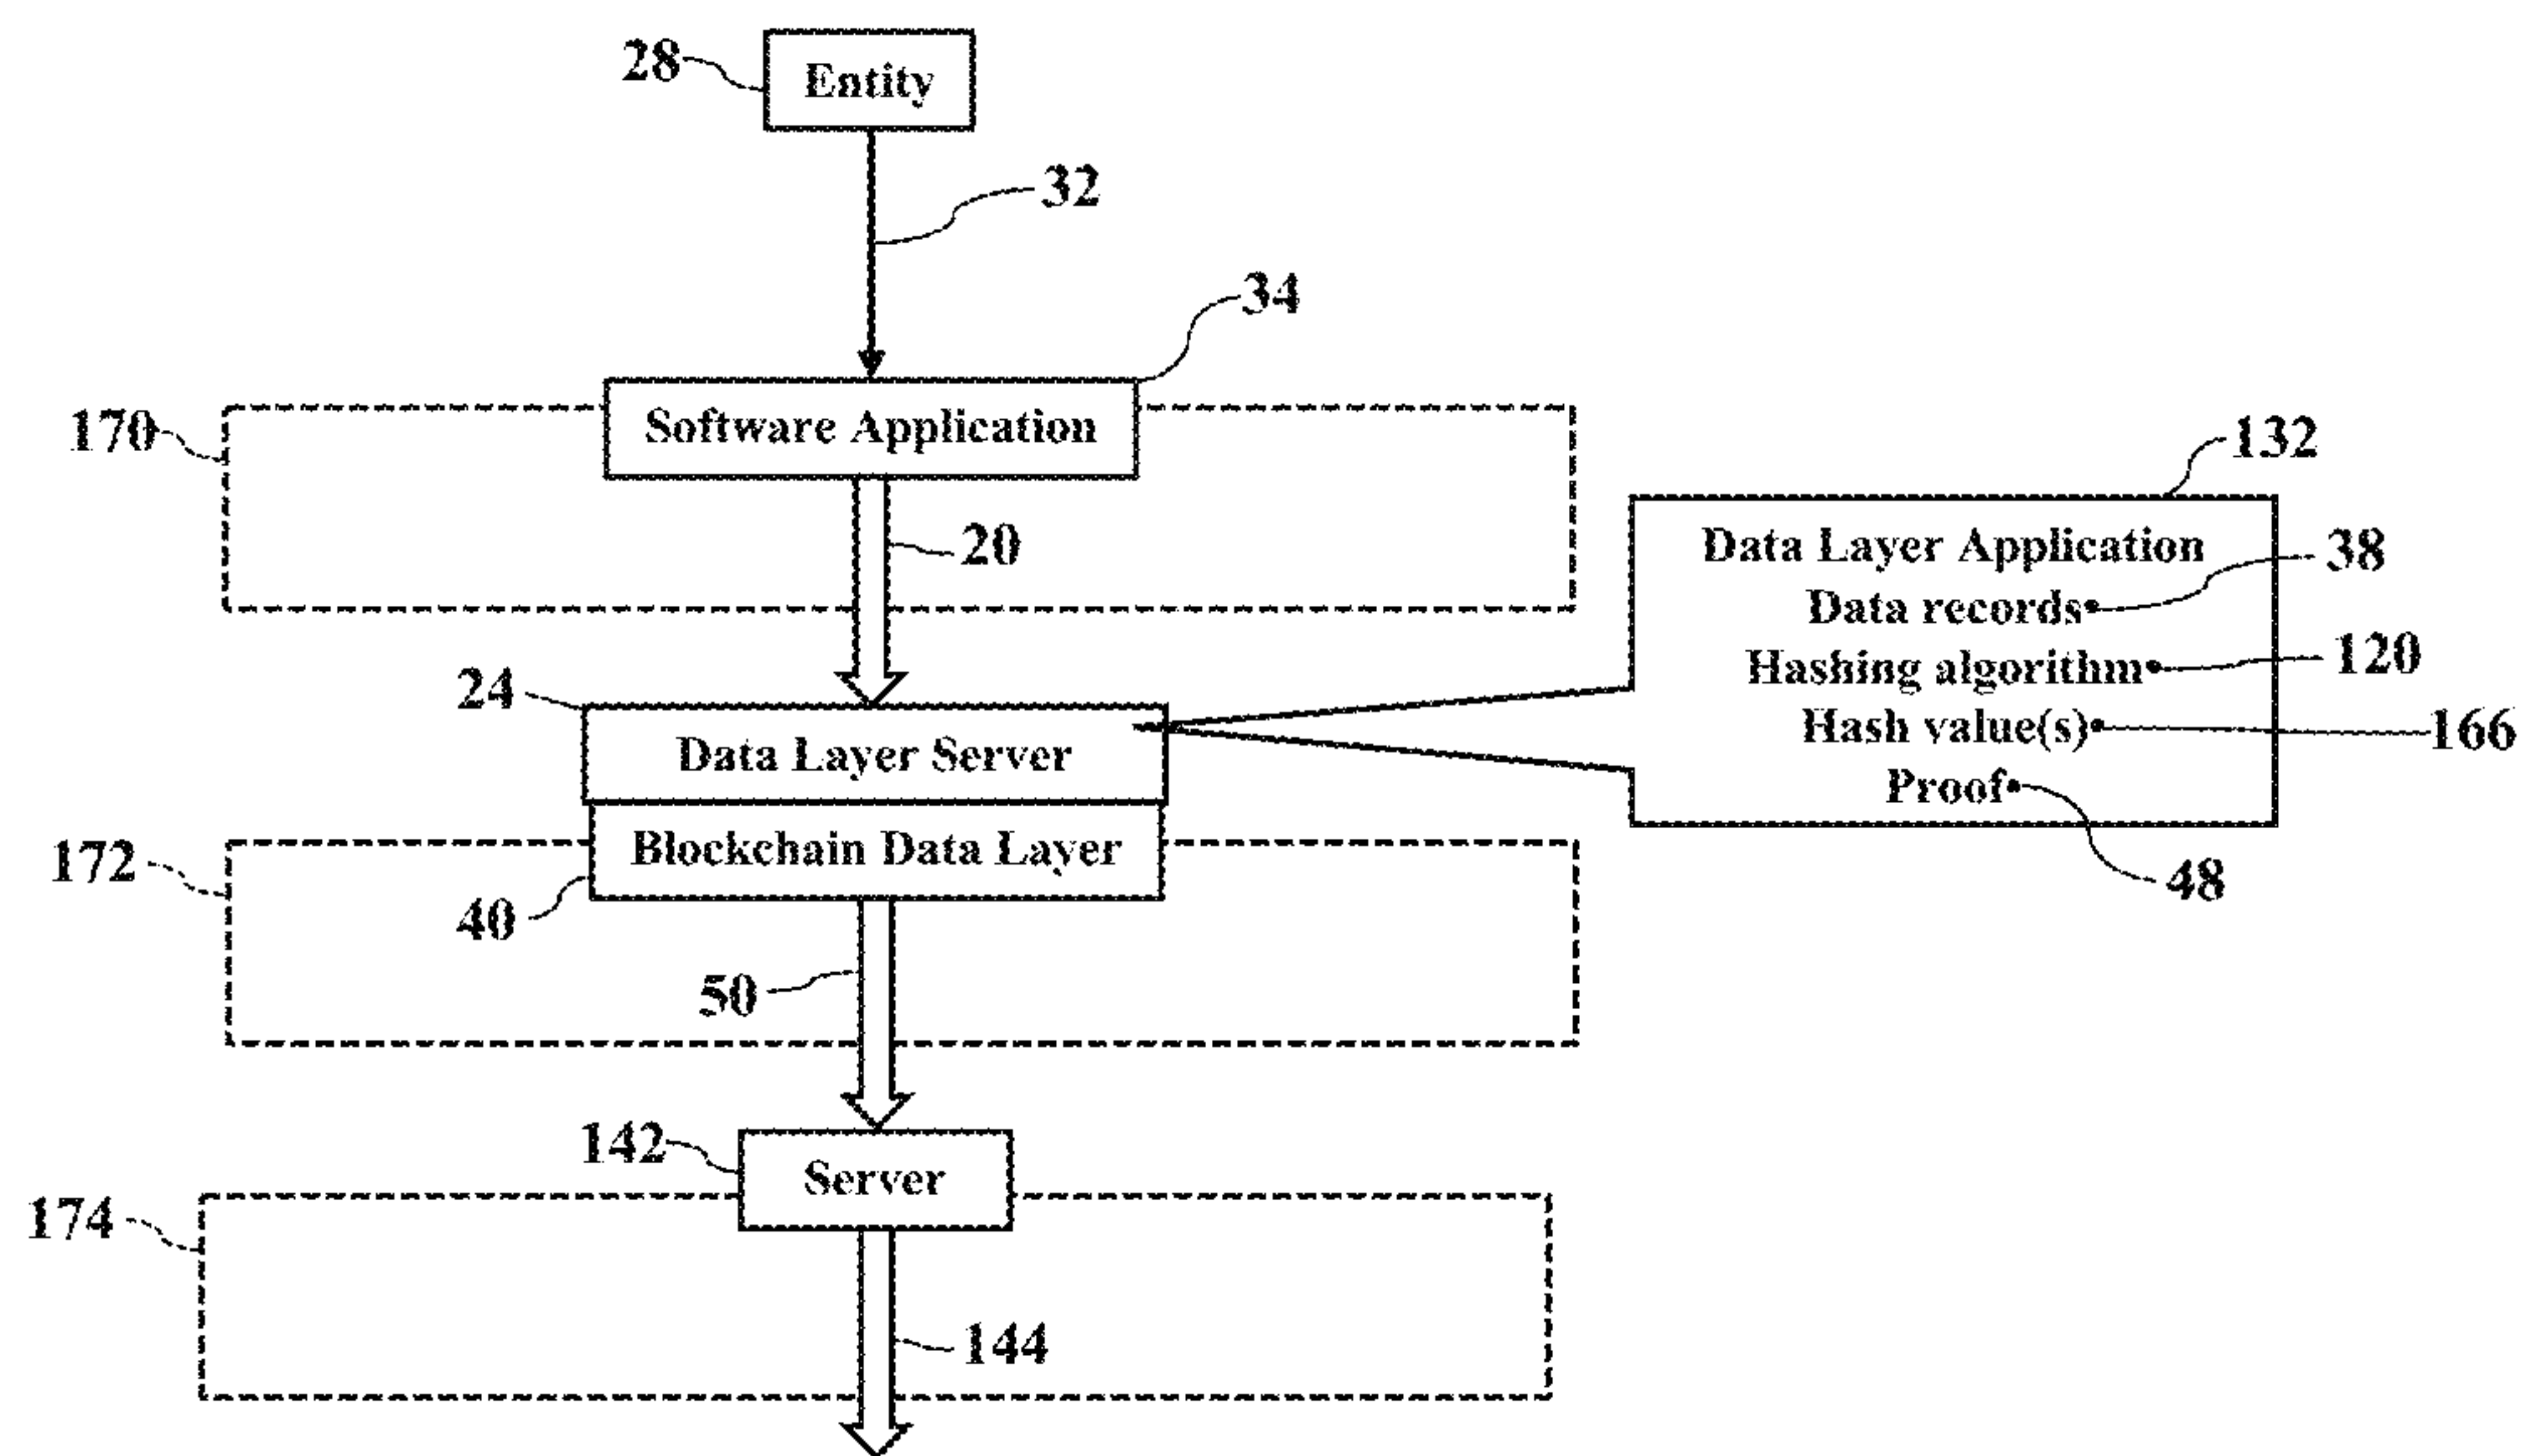 28
Entity
32
34
170
Software Application
132
20
Data Layer Application
38
Data records
Hashing algorithm
120
24
Hash value(s)
166
Data Layer Server
Proof
172
Blockchain Data Layer
48
40
50
142
Server
174
144